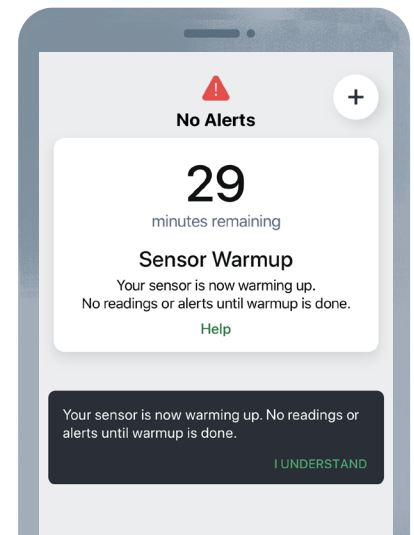 No Alerts
29
minutes remaining
Sensor Warmup
Your sensor is now warming up.
No readings or alerts until warmup is done.
Help
Your sensor is now warming up. No readings or
alerts until warmup is done.
I UNDERSTAND